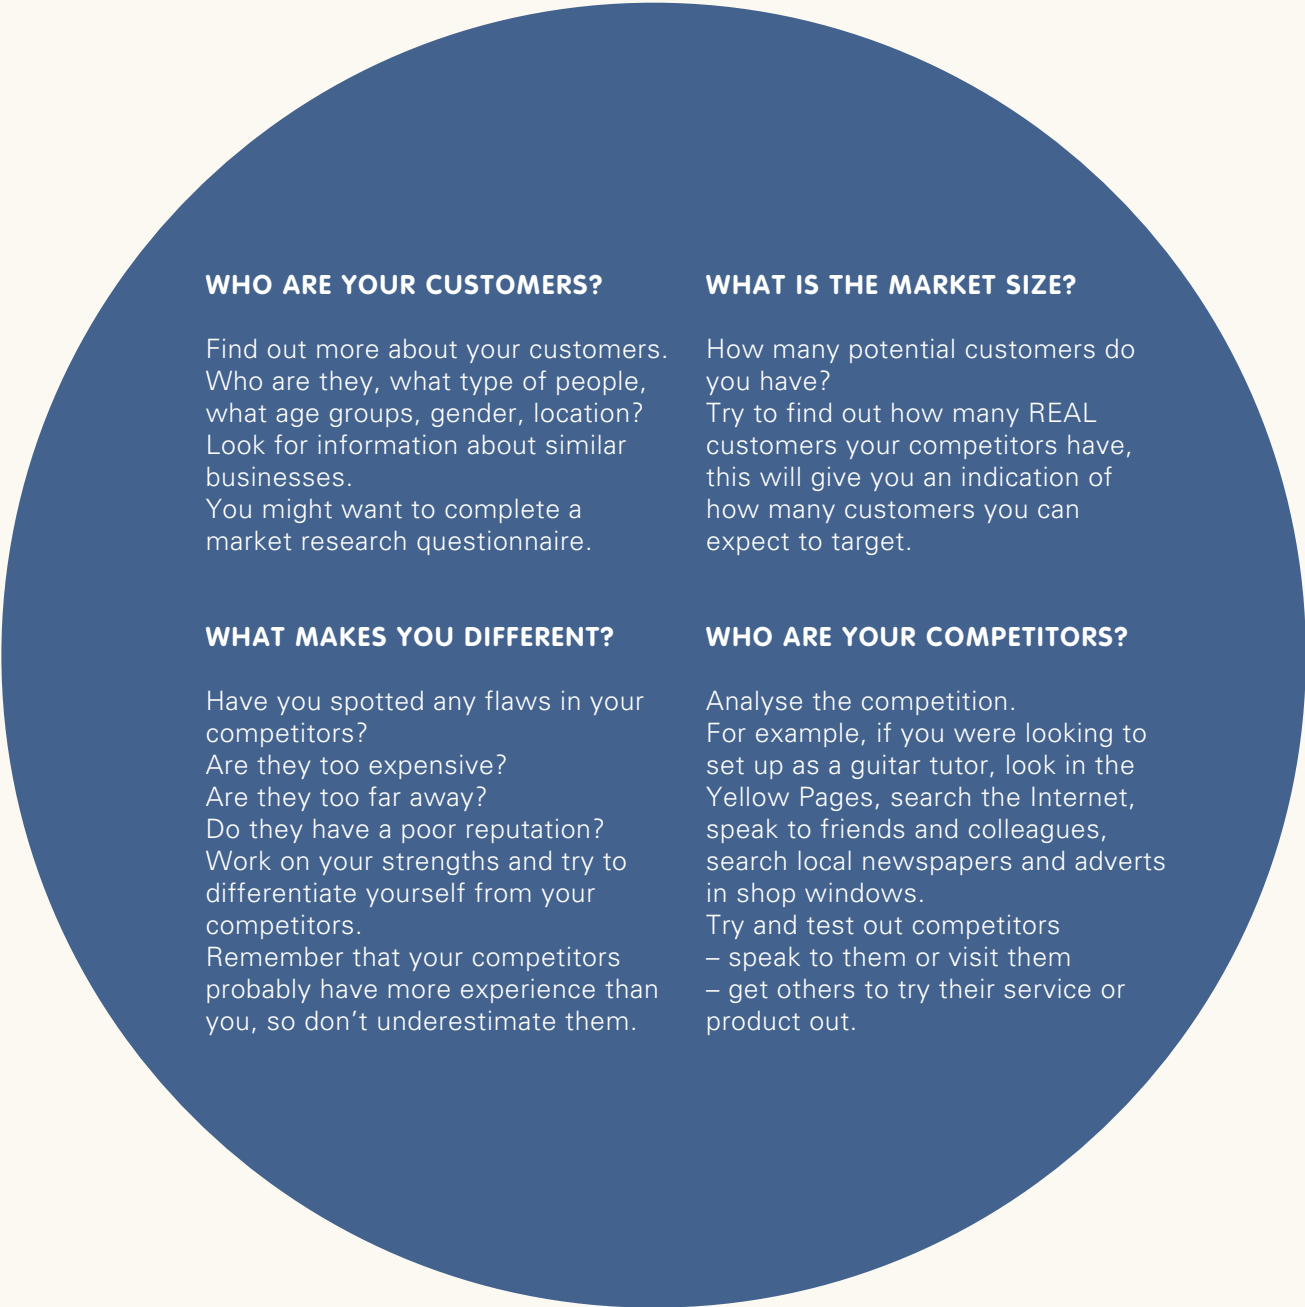 WHO ARE YOUR CUSTOMERS?
Find out more about your customers.
Who are they, what type of people,
what age groups, gender, location?
Look for information about similar
businesses.
You might want to complete a
market research questionnaire.
WHAT IS THE MARKET SIZE?
How many potential customers do
you have?
Try to find out how many REAL
customers your competitors have,
this will give you an indication of
how many customers you can
expect to target.
WHAT MAKES YOU DIFFERENT?
Have you spotted any flaws in your
competitors?
Are they too expensive?
Are they too far away?
Do they have a poor reputation?
Work on your strengths and try to
differentiate yourself from your
competitors.
Remember that your competitors
probably have more experience than
you, so don’t underestimate them.
WHO ARE YOUR COMPETITORS?
Analyse the competition.
For example, if you were looking to
set up as a guitar tutor, look in the
Yellow Pages, search the Internet,
speak to friends and colleagues,
search local newspapers and adverts
in shop windows.
Try and test out competitors
– speak to them or visit them
– get others to try their service or
product out.